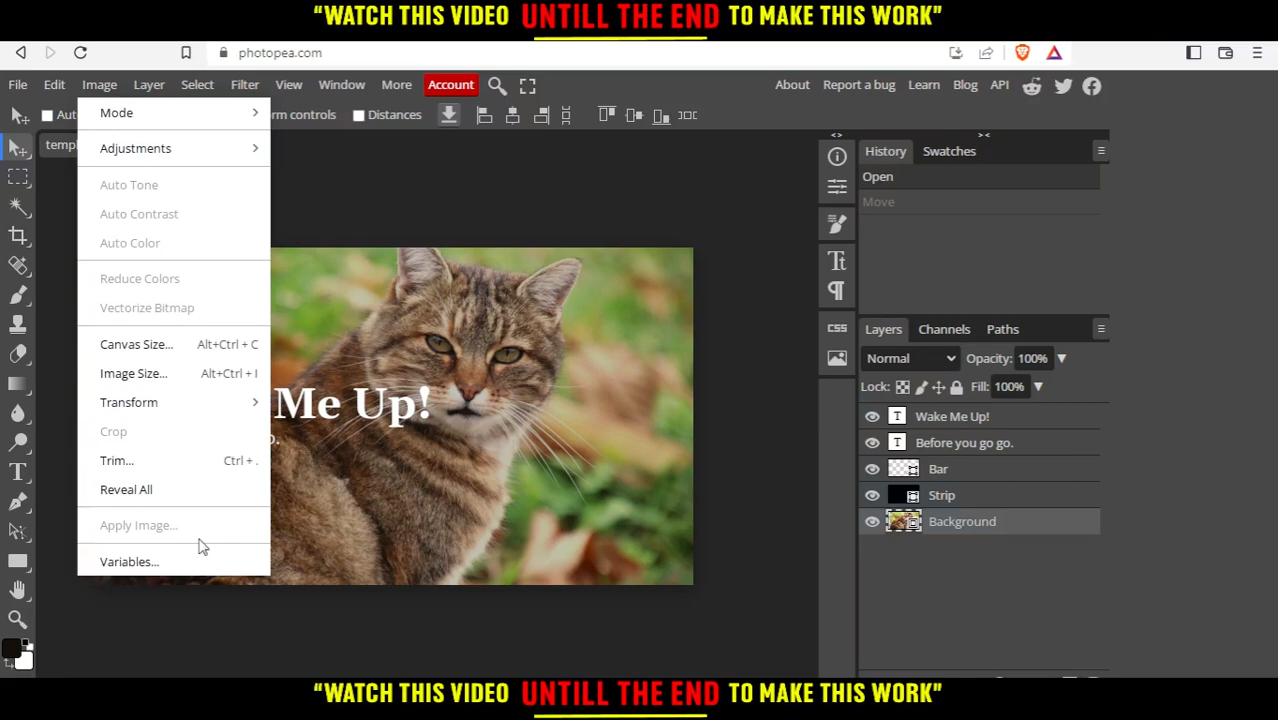 “WATCH THIS VIDEO UNTILL THE END TO MAKE THIS WORK”
photopea.com
File Edit Image Layer Select Filter View Window More Account About Report a bug Learn Blog API
Distances
Mode
Adjustments
Auto Tone
Auto Contrast
Auto Color
Reduce Colors
Vectorize Bitmap
Canvas Size... Alt+Ctrl + C
Image Size... Alt+Ctrl + I
Transform
Crop
Trim... Ctrl + .
Reveal All
Apply Image...
Variables...
Me Up!
History Swatches
Open
Move
Tt
CSS
Layers Channels Paths
Normal Opacity: 100%
Lock: Fill: 100%
T Wake Me Up!
T Before you go go.
Bar
Strip
Background
“WATCH THIS VIDEO UNTILL THE END TO MAKE THIS WORK”